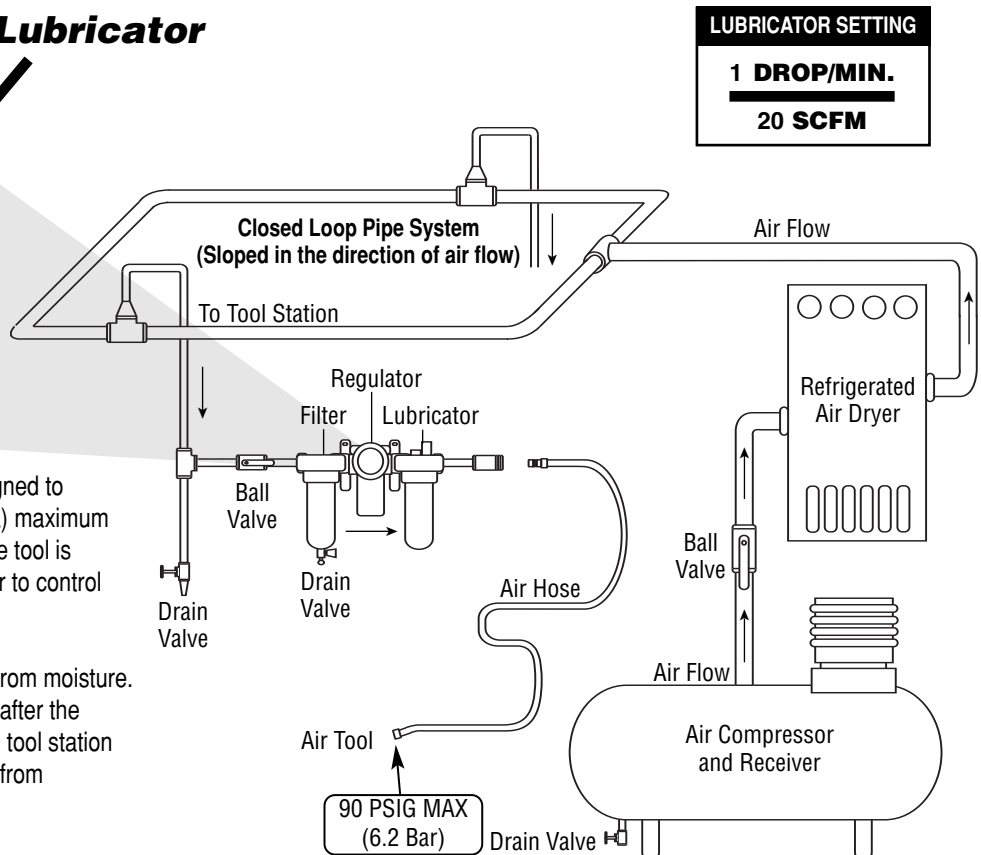 Lubricator
LUBRICATOR SETTING
1 DROP/MIN.
20 SCFM
Closed Loop Pipe System
(Sloped in the direction of air flow)
Air Flow
To Tool Station
Regulator
Filter
Lubricator
Refrigerated
Air Dryer
Ball
Valve
Drain
Valve
Drain
Valve
Air Hose
Ball
Valve
Air Flow
Air Tool
Air Compressor
and Receiver
90 PSIG MAX
(6.2 Bar)
Drain Valve
to
maximum
e tool is
to control
rom moisture.
after the
tool station
from